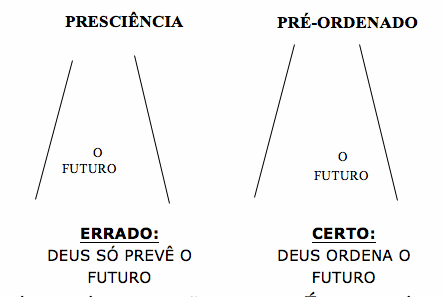 PRESCIÊNCIA
O
FUTURO
ERRADO:
DEUS SÓ PREVÊ O
FUTURO
PRÉ-ORDENADO
O
FUTURO
CERTO:
DEUS ORDENA O
FUTURO